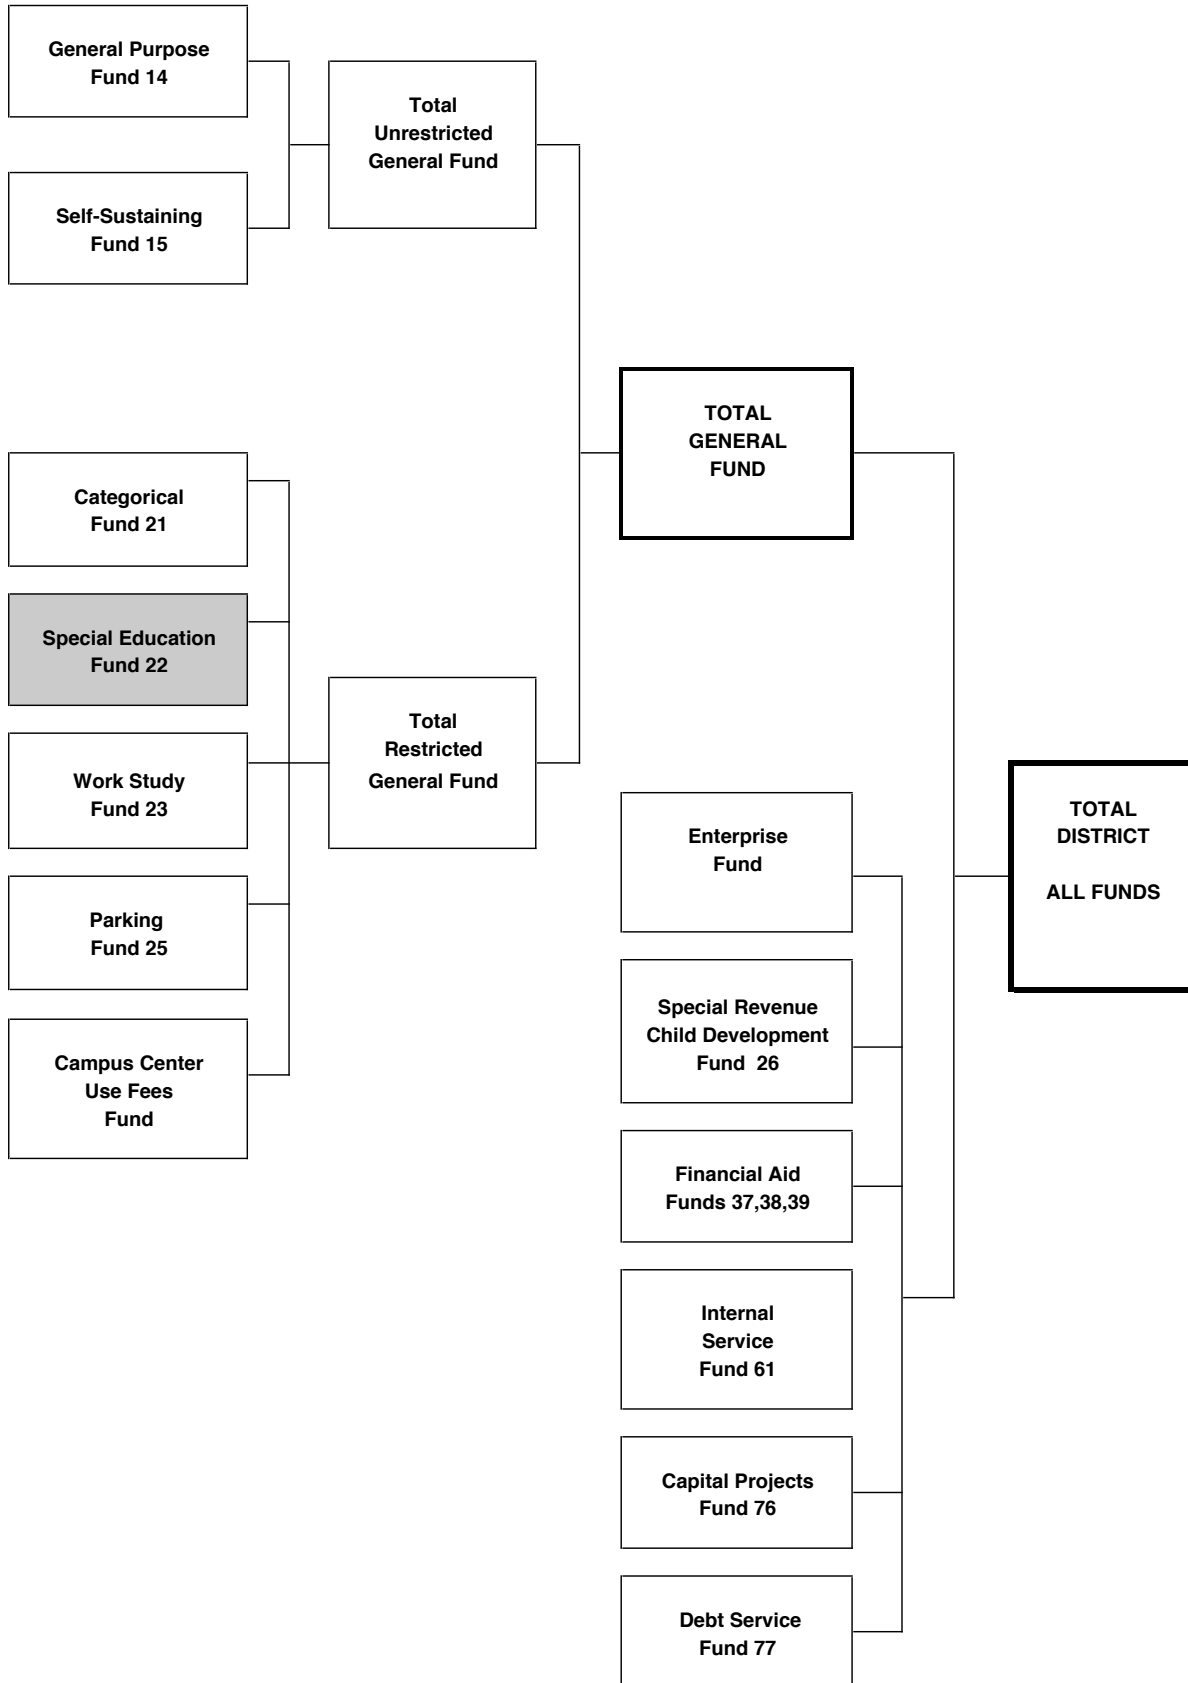 General Purpose
Fund 14
Self-Sustaining
Fund 15
Total
Unrestricted
General Fund
TOTAL
GENERAL
FUND
Categorical
Fund 21
Special Education
Fund 22
Work Study
Fund 23
Parking
Fund 25
Campus Center
Use Fees
Fund
Total
Restricted
General Fund
Enterprise
Fund
Special Revenue
Child Development
Fund  26
Financial Aid
Funds 37,38,39
Internal
Service
Fund 61
Capital Projects
Fund 76
Debt Service
Fund 77
TOTAL
DISTRICT
ALL FUNDS